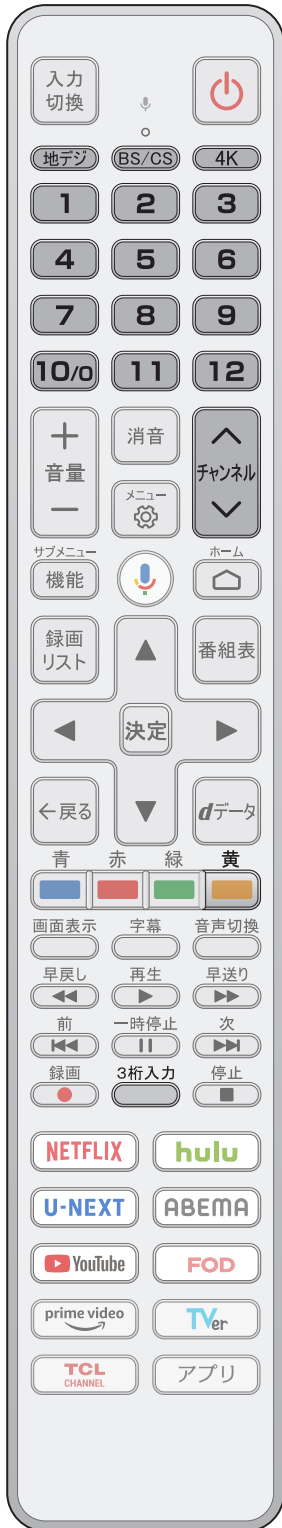 入力
切換
地デジ BS/CS 4K
1 2 3
4 5 6
7 8 9
10/0 11 12
＋
音量
－
消音
メニュー
チャンネル
サブメニュー
機能
ホーム
録画
リスト
番組表
決定
←戻る
dデータ
青 赤 緑 黄
画面表示 字幕 音声切換
早戻し 再生 早送り
前 一時停止 次
録画 3桁入力 停止
NETFLIX hulu
U-NEXT ABEMA
YouTube FOD
prime video TVer
TCL
CHANNEL
アプリ